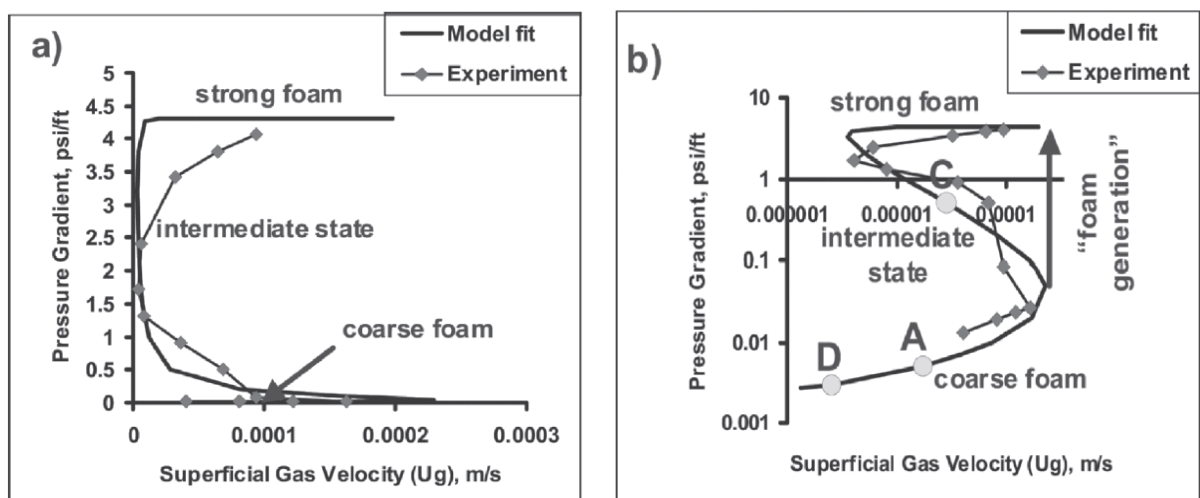 a)
Model fit
Experiment
5
4.5
4
3.5
3
2.5
2
1.5
1
0.5
0
strong foam
intermediate state
coarse foam
0 0.0001 0.0002 0.0003
Pressure Gradient, psi/ft
Superficial Gas Velocity (Ug), m/s
b)
Model fit
Experiment
10
1
0.1
0.01
0.001
strong foam
C
0.000001 0.00001 0.0001
intermediate
state
"foam
generation"
A
D
coarse foam
Pressure Gradient, psi/ft
Superficial Gas Velocity (Ug), m/s